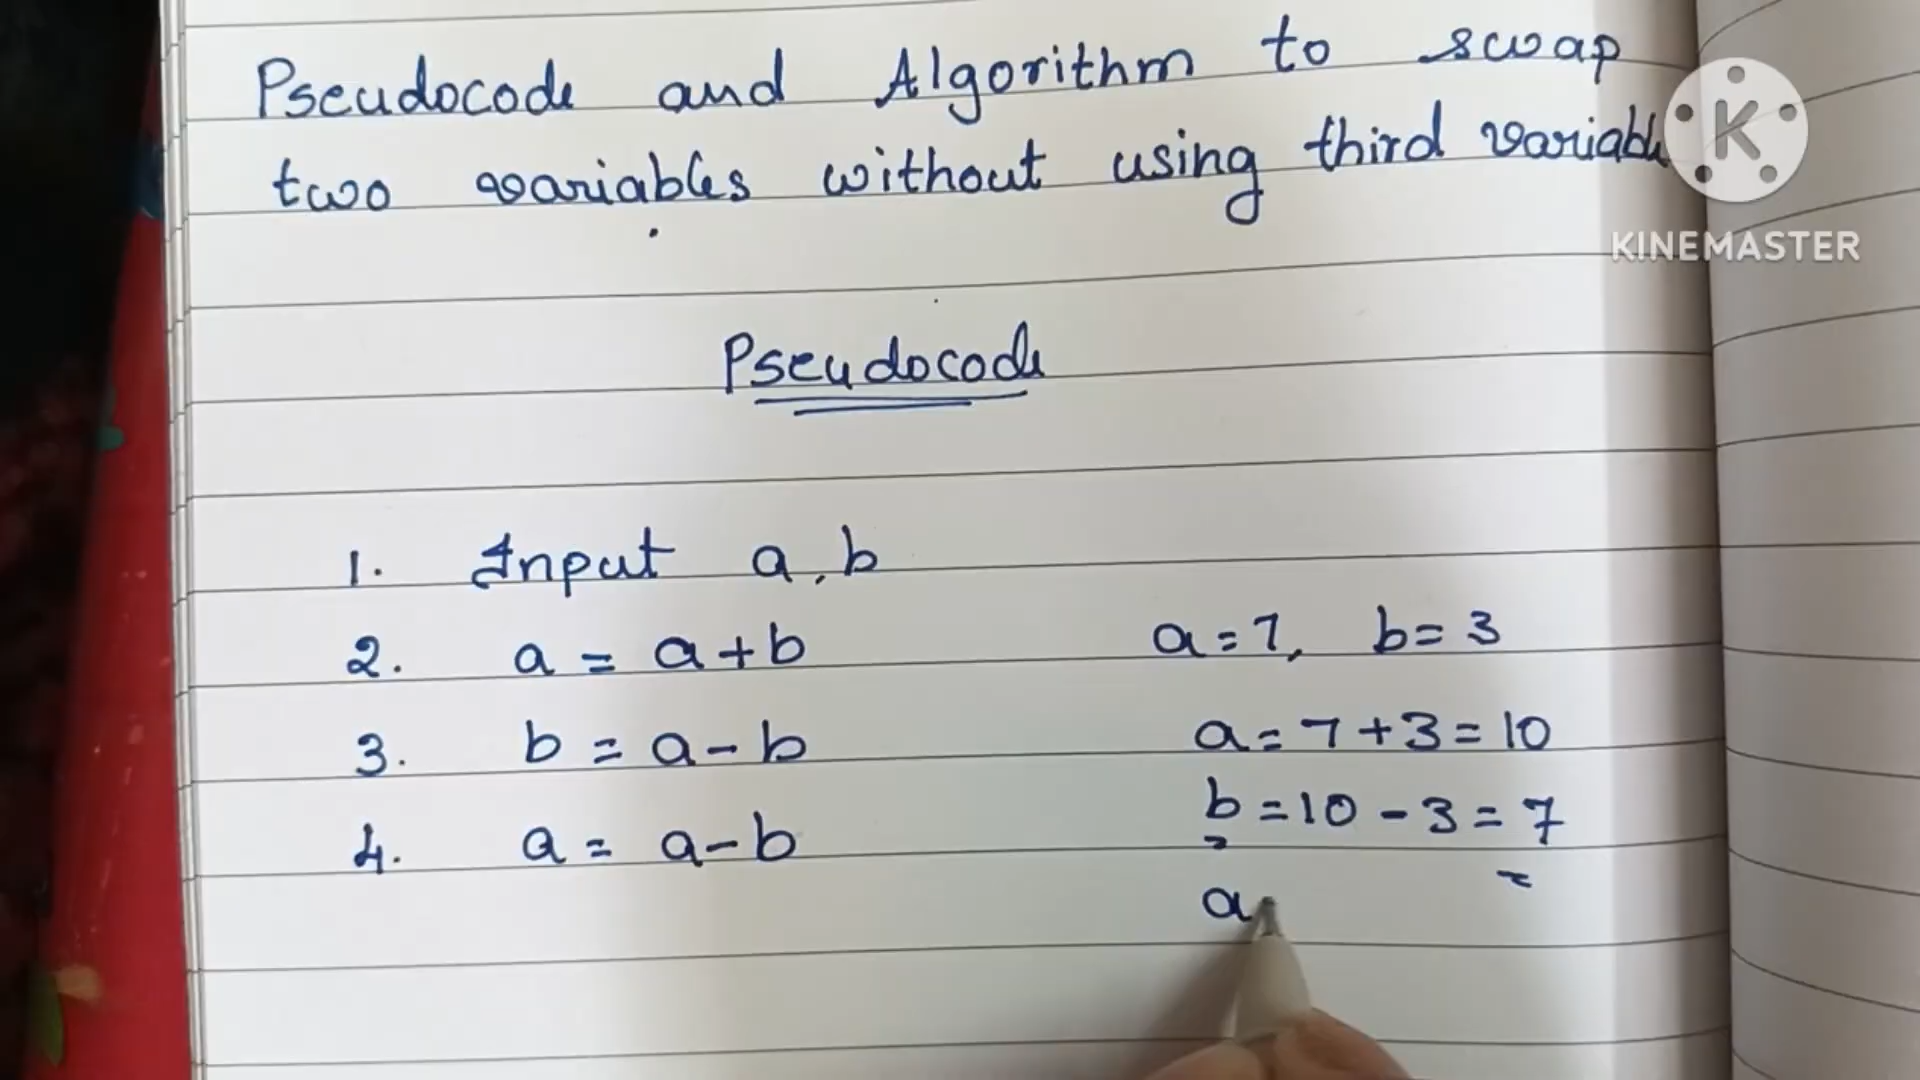 Pseudocode and Algorithm to swap
two variables without using third variable
K
KINEMASTER
Pseudocode
1. Input a, b
2. a = a+b
a = 7, b = 3
3. b = a - b
a = 7 + 3 = 10
b = 10 - 3 = 7
4. a = a - b
a